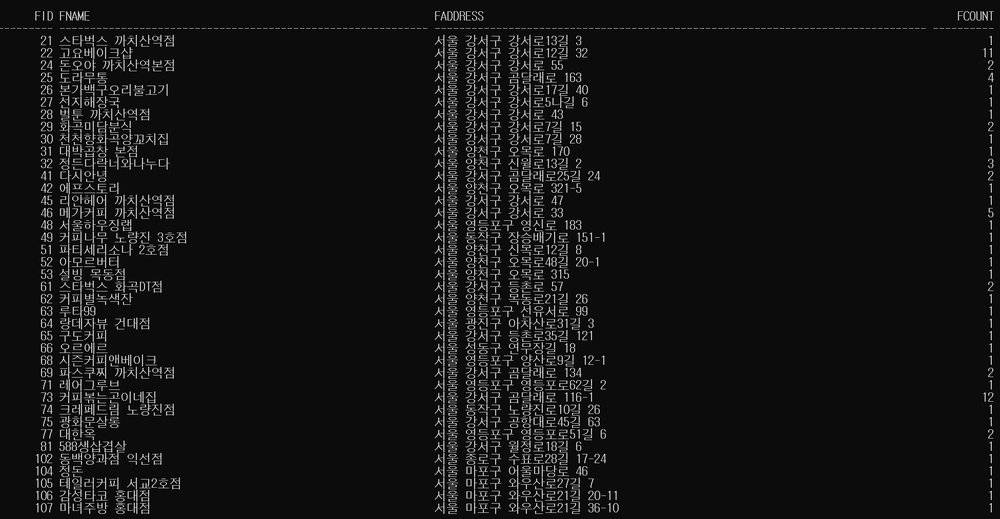 FID FNAME FADDRESS FCOUNT
---------- ------------------------------------------------------------ -------------------------------------------------------------------------------- ----------
21 스타벅스 까치산역점 서울 강서구 강서로13길 3 1
22 고요베이크샵 서울 강서구 강서로12길 32 11
24 돈오야 까치산역본점 서울 강서구 강서로 55 2
25 도라무통 서울 강서구 곰달래로 163 4
26 본가백구오리불고기 서울 강서구 강서로17길 40 1
27 선지해장국 서울 강서구 강서로5나길 6 1
28 벌툰 까치산역점 서울 강서구 강서로 43 1
29 화곡미담분식 서울 강서구 강서로7길 15 2
30 천천향화곡양꼬치집 서울 강서구 강서로7길 28 1
31 대박곱창 본점 서울 양천구 오목로 170 1
32 정든다락너와나누다 서울 양천구 신월로13길 2 3
41 다시안녕 서울 강서구 곰달래로25길 24 2
42 에프스토리 서울 양천구 오목로 321-5 1
45 리안헤어 까치산역점 서울 강서구 강서로 47 1
46 메가커피 까치산역점 서울 강서구 강서로 33 5
48 서울하우징랩 서울 영등포구 영신로 183 1
49 커피나무 노량진 3호점 서울 동작구 장승배기로 151-1 1
51 파티세리소나 2호점 서울 양천구 신목로12길 8 1
52 아모르버터 서울 양천구 오목로48길 20-1 1
53 설빙 목동점 서울 양천구 오목로 315 1
61 스타벅스 화곡DT점 서울 강서구 등촌로 57 2
62 커피별녹색잔 서울 양천구 목동로21길 26 1
63 루타99 서울 영등포구 선유서로 99 1
64 랑데자뷰 건대점 서울 광진구 아차산로31길 3 1
65 구도커피 서울 강서구 등촌로35길 121 1
66 오르에르 서울 성동구 연무장길 18 1
68 시즌커피앤베이크 서울 영등포구 양산로9길 12-1 1
69 파스쿠찌 까치산역점 서울 강서구 곰달래로 134 2
71 레어그루브 서울 영등포구 영등포로62길 2 1
73 커피볶는곤이네집 서울 강서구 곰달래로 116-1 12
74 크레페드림 노량진점 서울 동작구 노량진로10길 26 1
75 광화문살롱 서울 강서구 공항대로45길 63 1
77 대한옥 서울 영등포구 영등포로51길 6 2
81 588생삼겹살 서울 강서구 월정로18길 6 1
102 동백양과점 익선점 서울 종로구 수표로28길 17-24 1
104 정돈 서울 마포구 어울마당로 46 1
105 테일러커피 서교2호점 서울 마포구 와우산로27길 7 1
106 감성타코 홍대점 서울 마포구 와우산로21길 20-11 1
107 마녀주방 홍대점 서울 마포구 와우산로21길 36-10 1